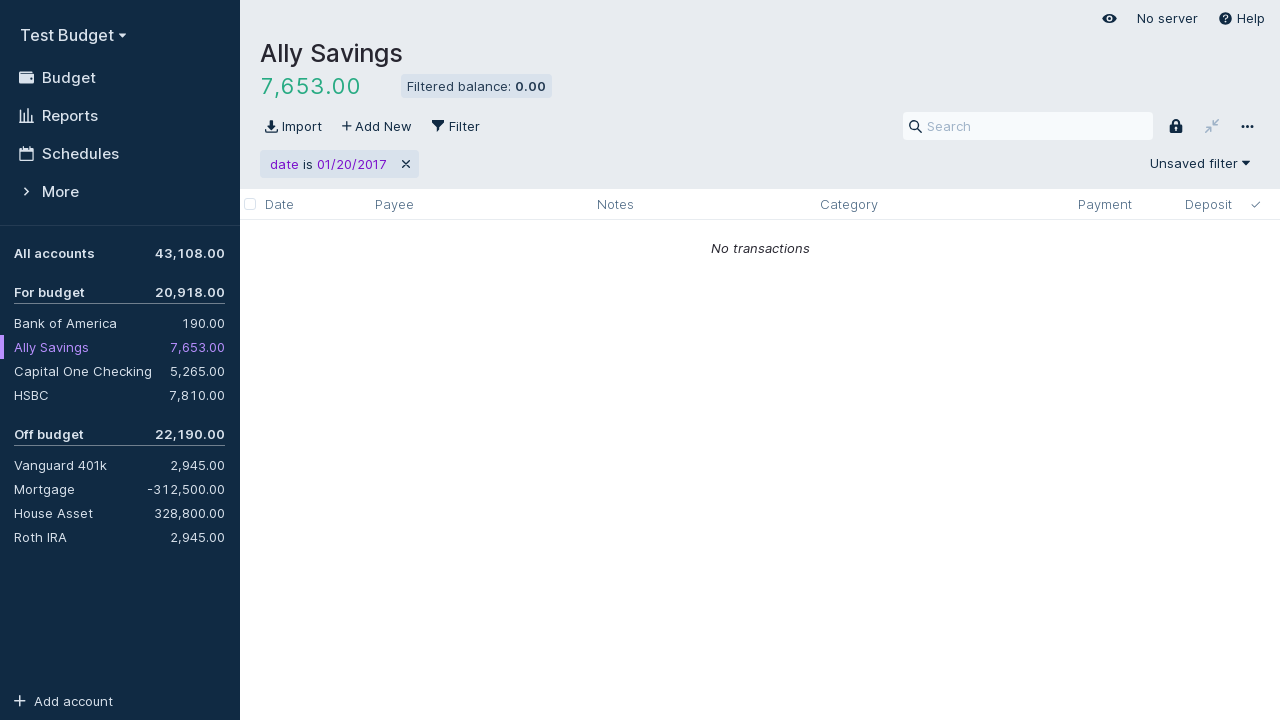 Test Budget
Budget
Reports
Schedules
More
All accounts 43,108.00
For budget 20,918.00
Bank of America 190.00
Ally Savings 7,653.00
Capital One Checking 5,265.00
HSBC 7,810.00
Off budget 22,190.00
Vanguard 401k 2,945.00
Mortgage -312,500.00
House Asset 328,800.00
Roth IRA 2,945.00
Add account
No server Help
Ally Savings
7,653.00 Filtered balance: 0.00
Import Add New Filter Search
date is 01/20/2017 Unsaved filter
Date Payee Notes Category Payment Deposit
No transactions